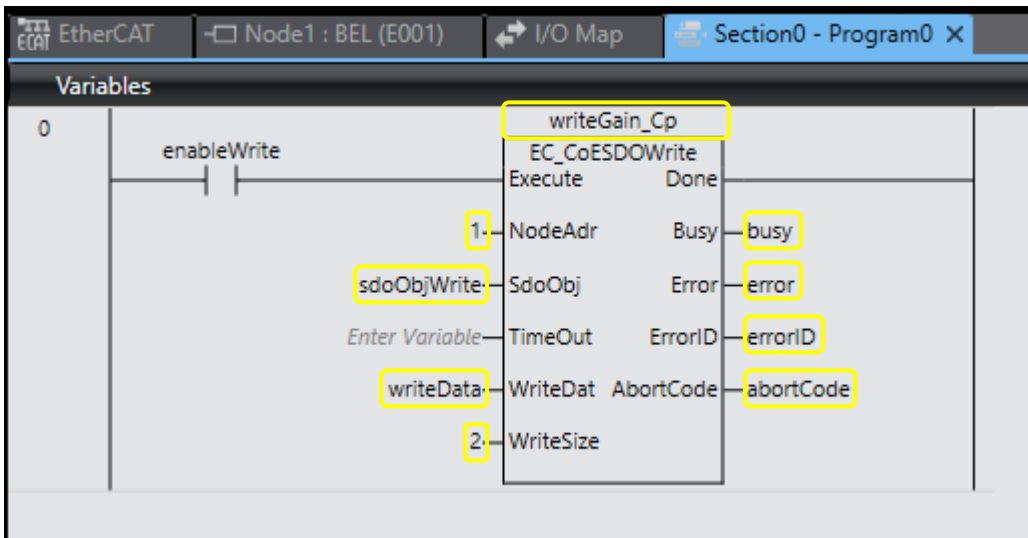 ECAT EtherCAT Node1 : BEL (E001) I/O Map Section0 - Program0 ×
Variables
0
writeGain_Cp
enableWrite EC_CoESDOWrite
Execute Done
1 NodeAdr Busy busy
sdoObjWrite SdoObj Error error
Enter Variable TimeOut ErrorID errorID
writeData WriteDat AbortCode abortCode
2 WriteSize